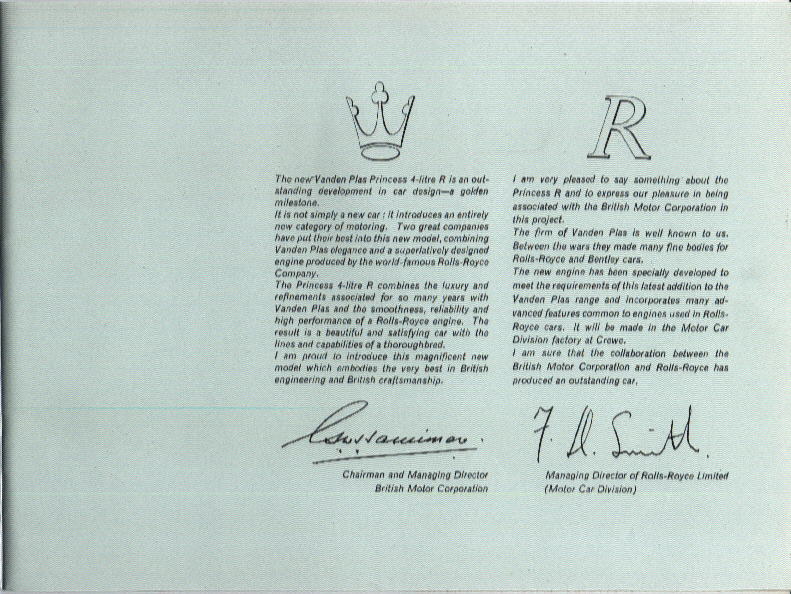 R
The new Vanden Plas Princess 4-litre R is an out-
standing development in car design—a golden
milestone.
It is not simply a new car : it introduces an entirely
new category of motoring. Two great companies
have put their best into this new model, combining
Vanden Plas elegance and a superlatively designed
engine produced by the world-famous Rolls-Royce
Company.
The Princess 4-litre R combines the luxury and
refinements associated for so many years with
Vanden Plas and the smoothness, reliability and
high performance of a Rolls-Royce engine. The
result is a beautiful and satisfying car with the
lines and capabilities of a thoroughbred.
I am proud to introduce this magnificent new
model which embodies the very best in British
engineering and British craftsmanship.
Chairman and Managing Director
British Motor Corporation
I am very pleased to say something about the
Princess R and to express our pleasure in being
associated with the British Motor Corporation in
this project.
The firm of Vanden Plas is well known to us.
Between the wars they made many fine bodies for
Rolls-Royce and Bentley cars.
The new engine has been specially developed to
meet the requirements of this latest addition to the
Vanden Plas range and incorporates many ad-
vanced features common to engines used in Rolls-
Royce cars. It will be made in the Motor Car
Division factory at Crewe.
I am sure that the collaboration between the
British Motor Corporation and Rolls-Royce has
produced an outstanding car.
F. D. Smith.
Managing Director of Rolls-Royce Limited
(Motor Car Division)